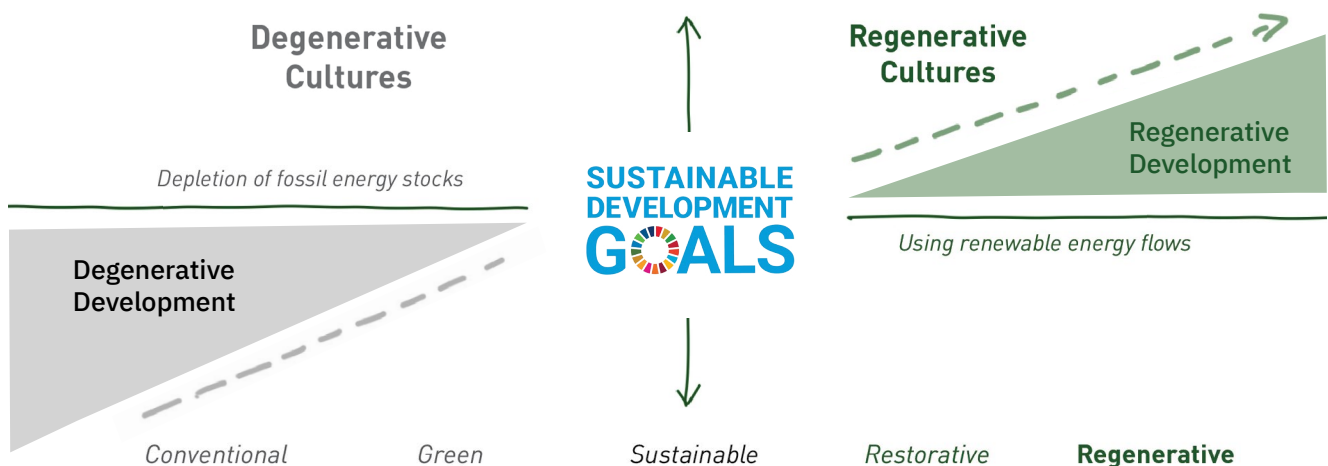 Degenerative
Cultures
Depletion of fossil energy stocks
Degenerative
Development
SUSTAINABLE
DEVELOPMENT
GOALS
Regenerative
Cultures
Regenerative
Development
Using renewable energy flows
Conventional
Green
Sustainable
Restorative
Regenerative